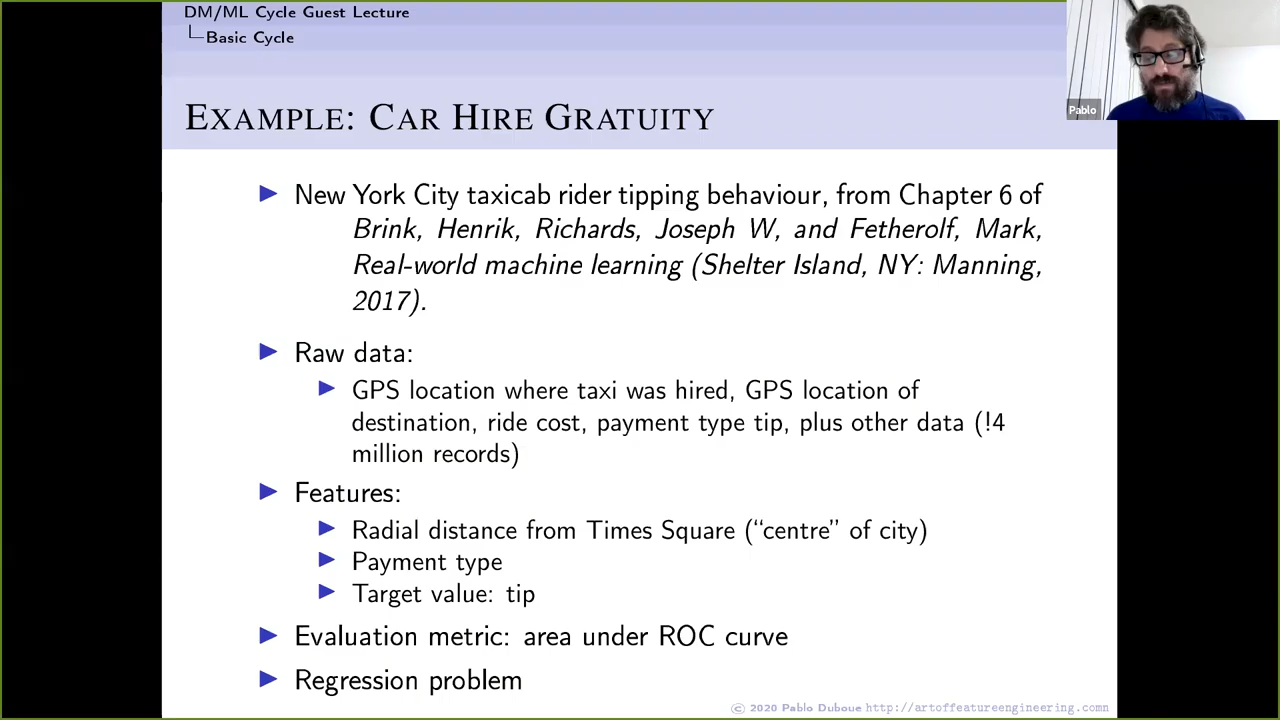 DM/ML Cycle Guest Lecture
Basic Cycle
EXAMPLE: CAR HIRE GRATUITY
New York City taxicab rider tipping behaviour, from Chapter 6 of
Brink, Henrik, Richards, Joseph W, and Fetherolf, Mark,
Real-world machine learning (Shelter Island, NY: Manning,
2017).
Raw data:
GPS location where taxi was hired, GPS location of
destination, ride cost, payment type tip, plus other data (!4
million records)
Features:
Radial distance from Times Square (“centre” of city)
Payment type
Target value: tip
Evaluation metric: area under ROC curve
Regression problem
© 2020 Pablo Duboue http://artoffeatureengineering.comn
Pablo